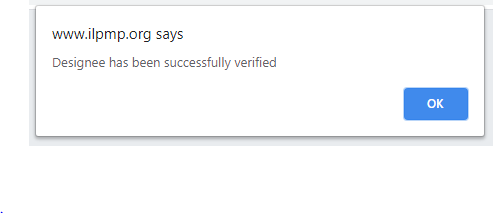 www.ilpmp.org says
Designee has been successfully verified
OK